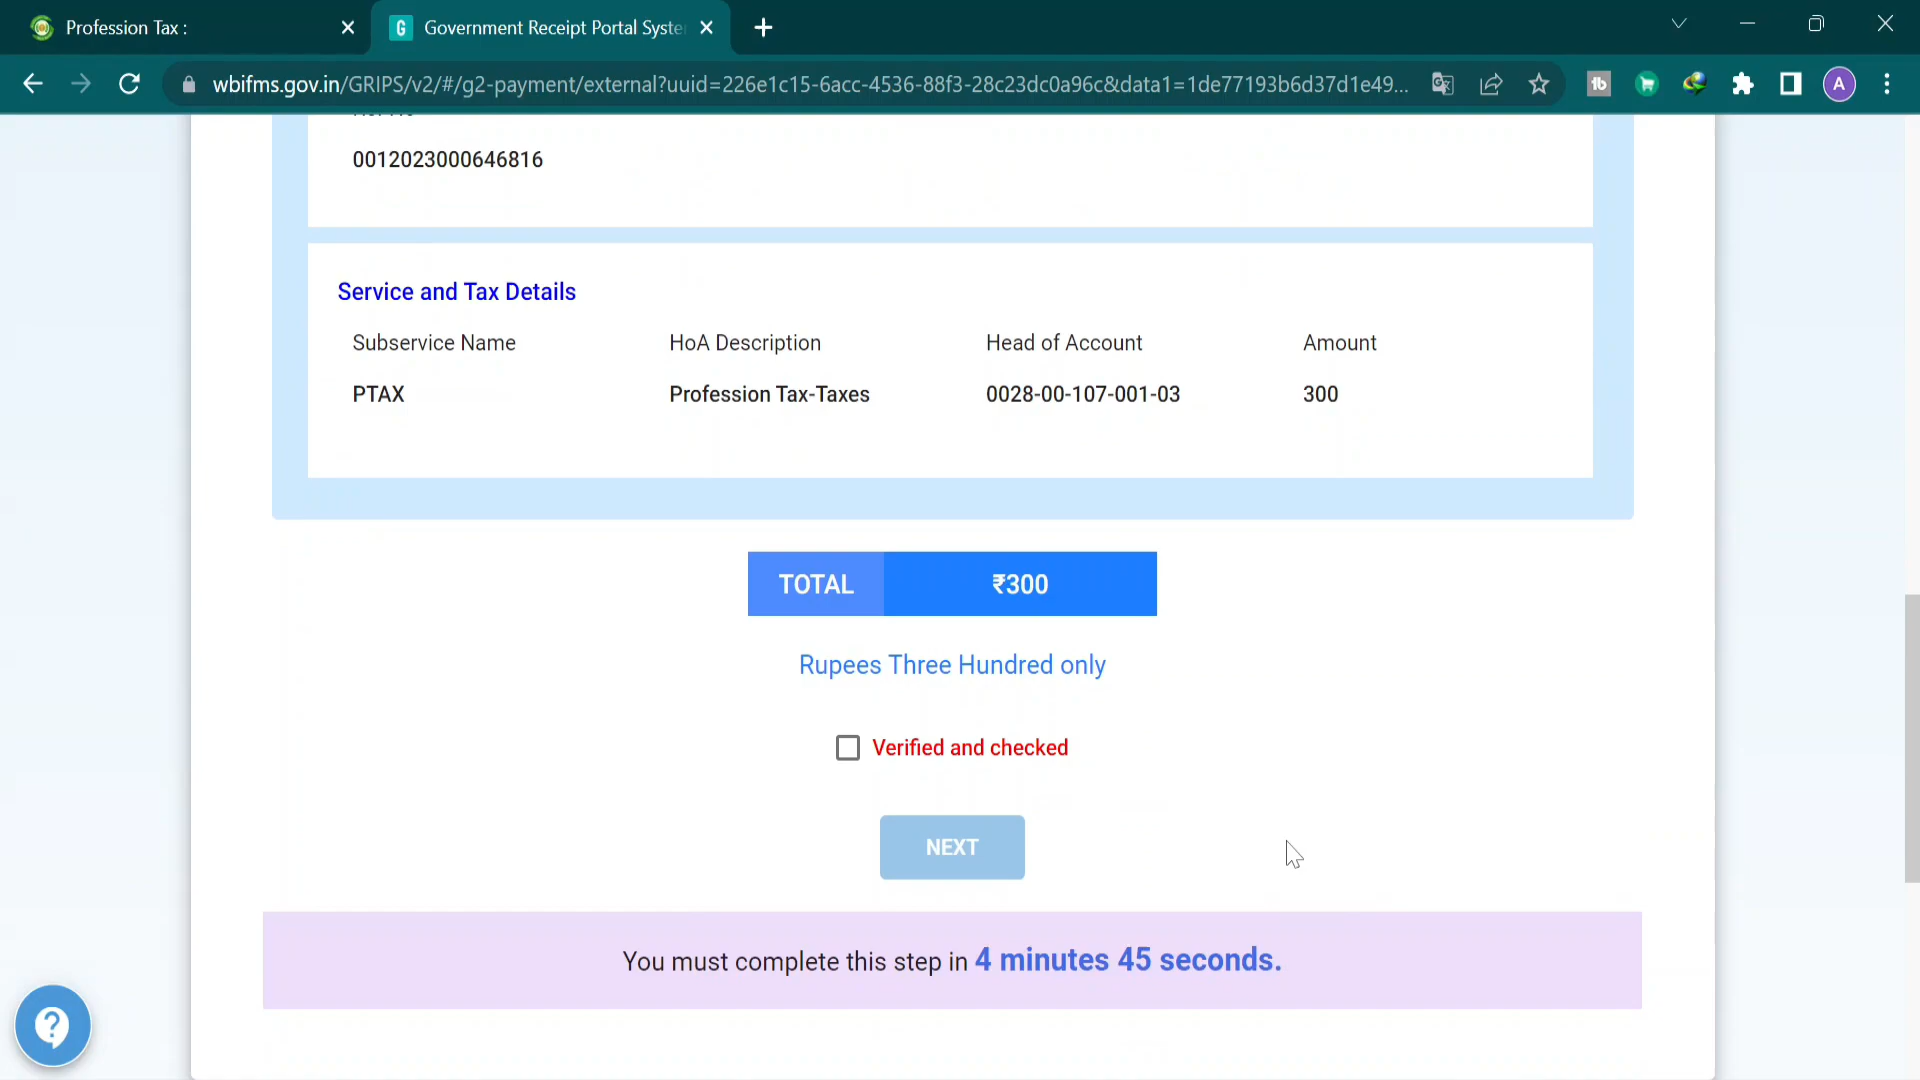 Profession Tax :
G Government Receipt Portal Syste
wbifms.gov.in/GRIPS/v2/#/g2-payment/external?uuid=226e1c15-6acc-4536-88f3-28c23dc0a96c&data1=1de77193b6d37d1e49...
A
0012023000646816
Service and Tax Details
Subservice Name HoA Description Head of Account Amount
PTAX Profession Tax-Taxes 0028-00-107-001-03 300
TOTAL ₹300
Rupees Three Hundred only
Verified and checked
NEXT
You must complete this step in 4 minutes 45 seconds.